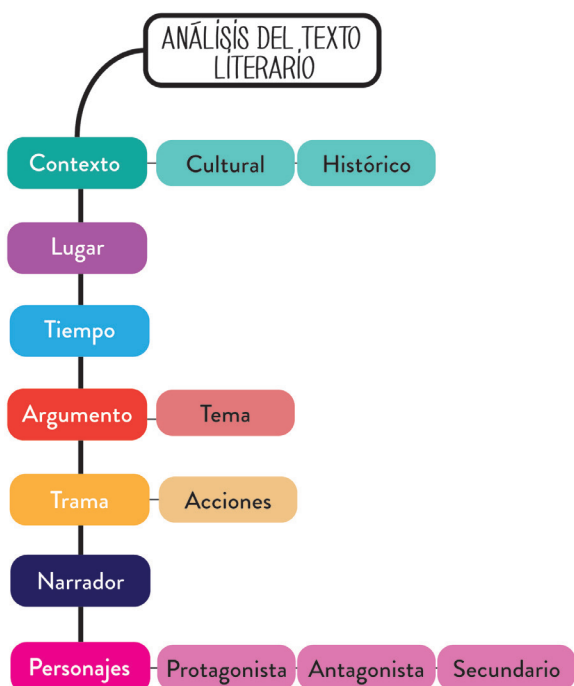 ANÁLISIS DEL TEXTO
LITERARIO
Contexto Cultural Histórico
Lugar
Tiempo
Argumento Tema
Trama Acciones
Narrador
Personajes Protagonista Antagonista Secundario